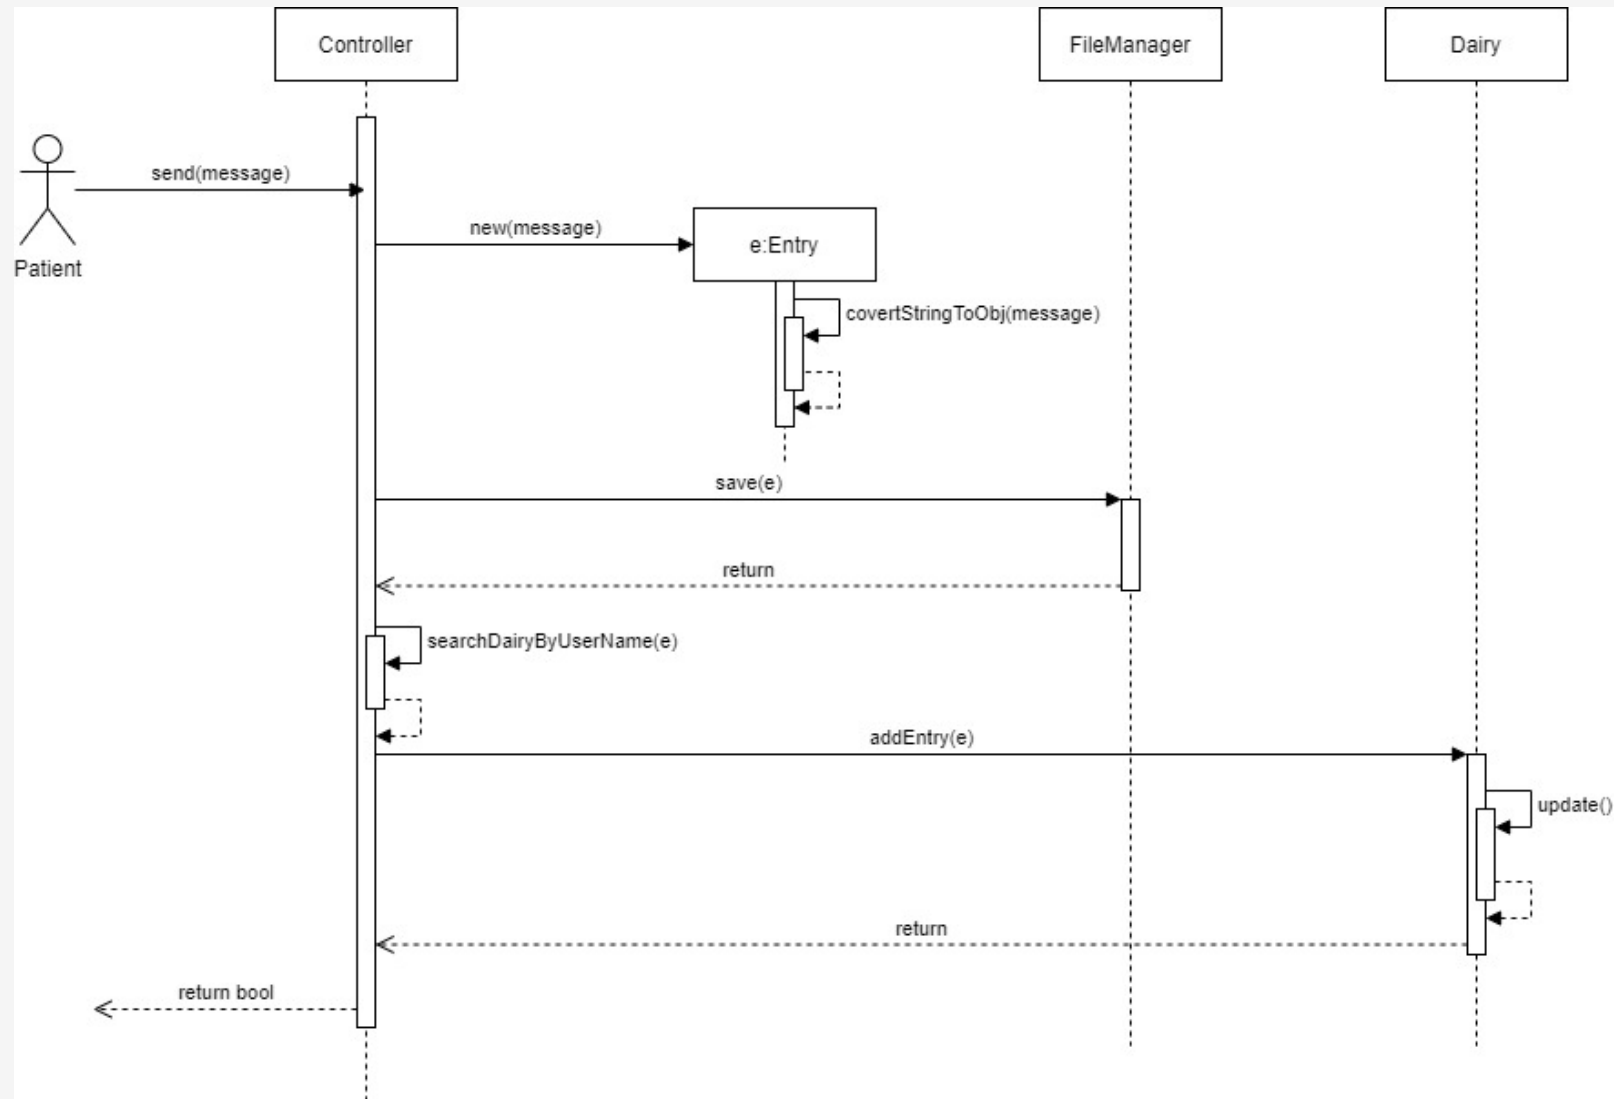 Controller
FileManager
Dairy
send(message)
new(message)
e:Entry
Patient
covertStringToObj(message)
save(e)
return
searchDairyByUserName(e)
addEntry(e)
update()
return
return bool